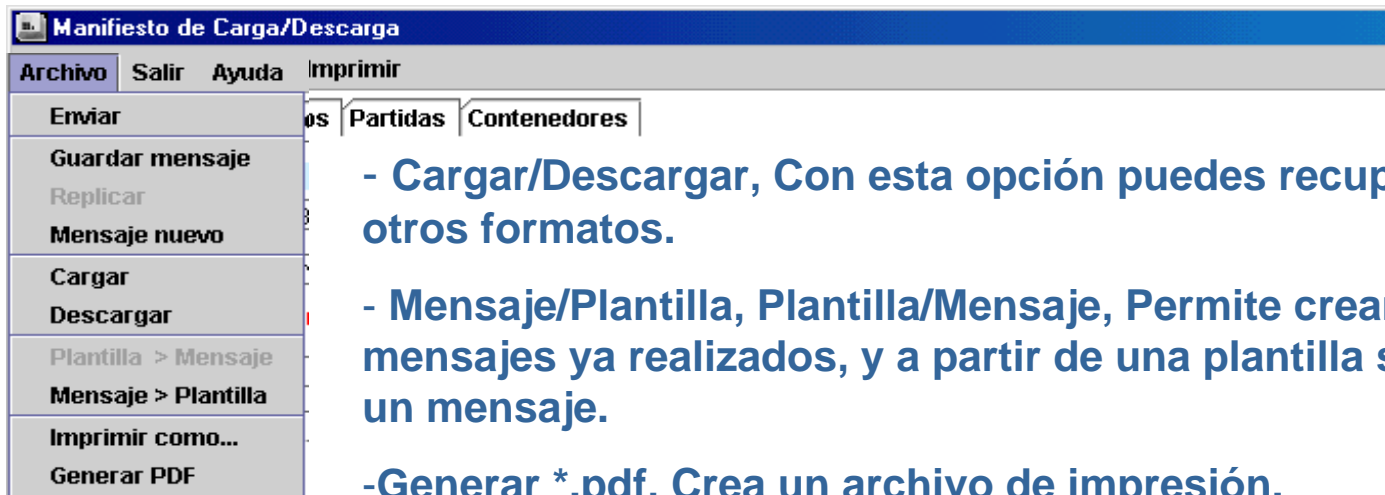 Manifiesto de Carga/Descarga
Archivo Salir Ayuda Imprimir
Enviar
Partidas Contenedores
Guardar mensaje
Replicar
Mensaje nuevo
Cargar
Descargar
Plantilla > Mensaje
Mensaje > Plantilla
Imprimir como...
Generar PDF
- Cargar/Descargar, Con esta opción puedes recup
otros formatos.
- Mensaje/Plantilla, Plantilla/Mensaje, Permite crear
mensajes ya realizados, y a partir de una plantilla s
un mensaje.
-Generar *.pdf, Crea un archivo de impresión.